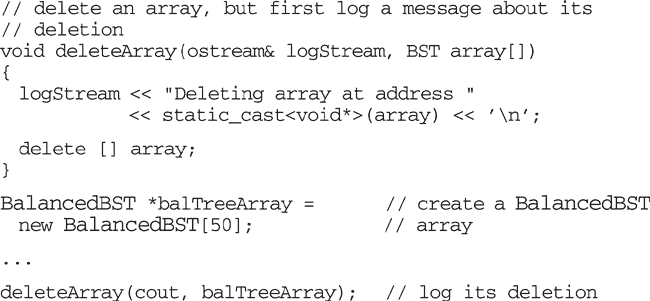 // delete an array, but first log a message about its
// deletion
void deleteArray(ostream& logStream, BST array[])
{
  logStream << "Deleting array at address "
            << static_cast<void*>(array) << ’\n’;
  delete [] array;
}
BalancedBST *balTreeArray =       // create a BalancedBST
  new BalancedBST[50];            // array
...
deleteArray(cout, balTreeArray);  // log its deletion